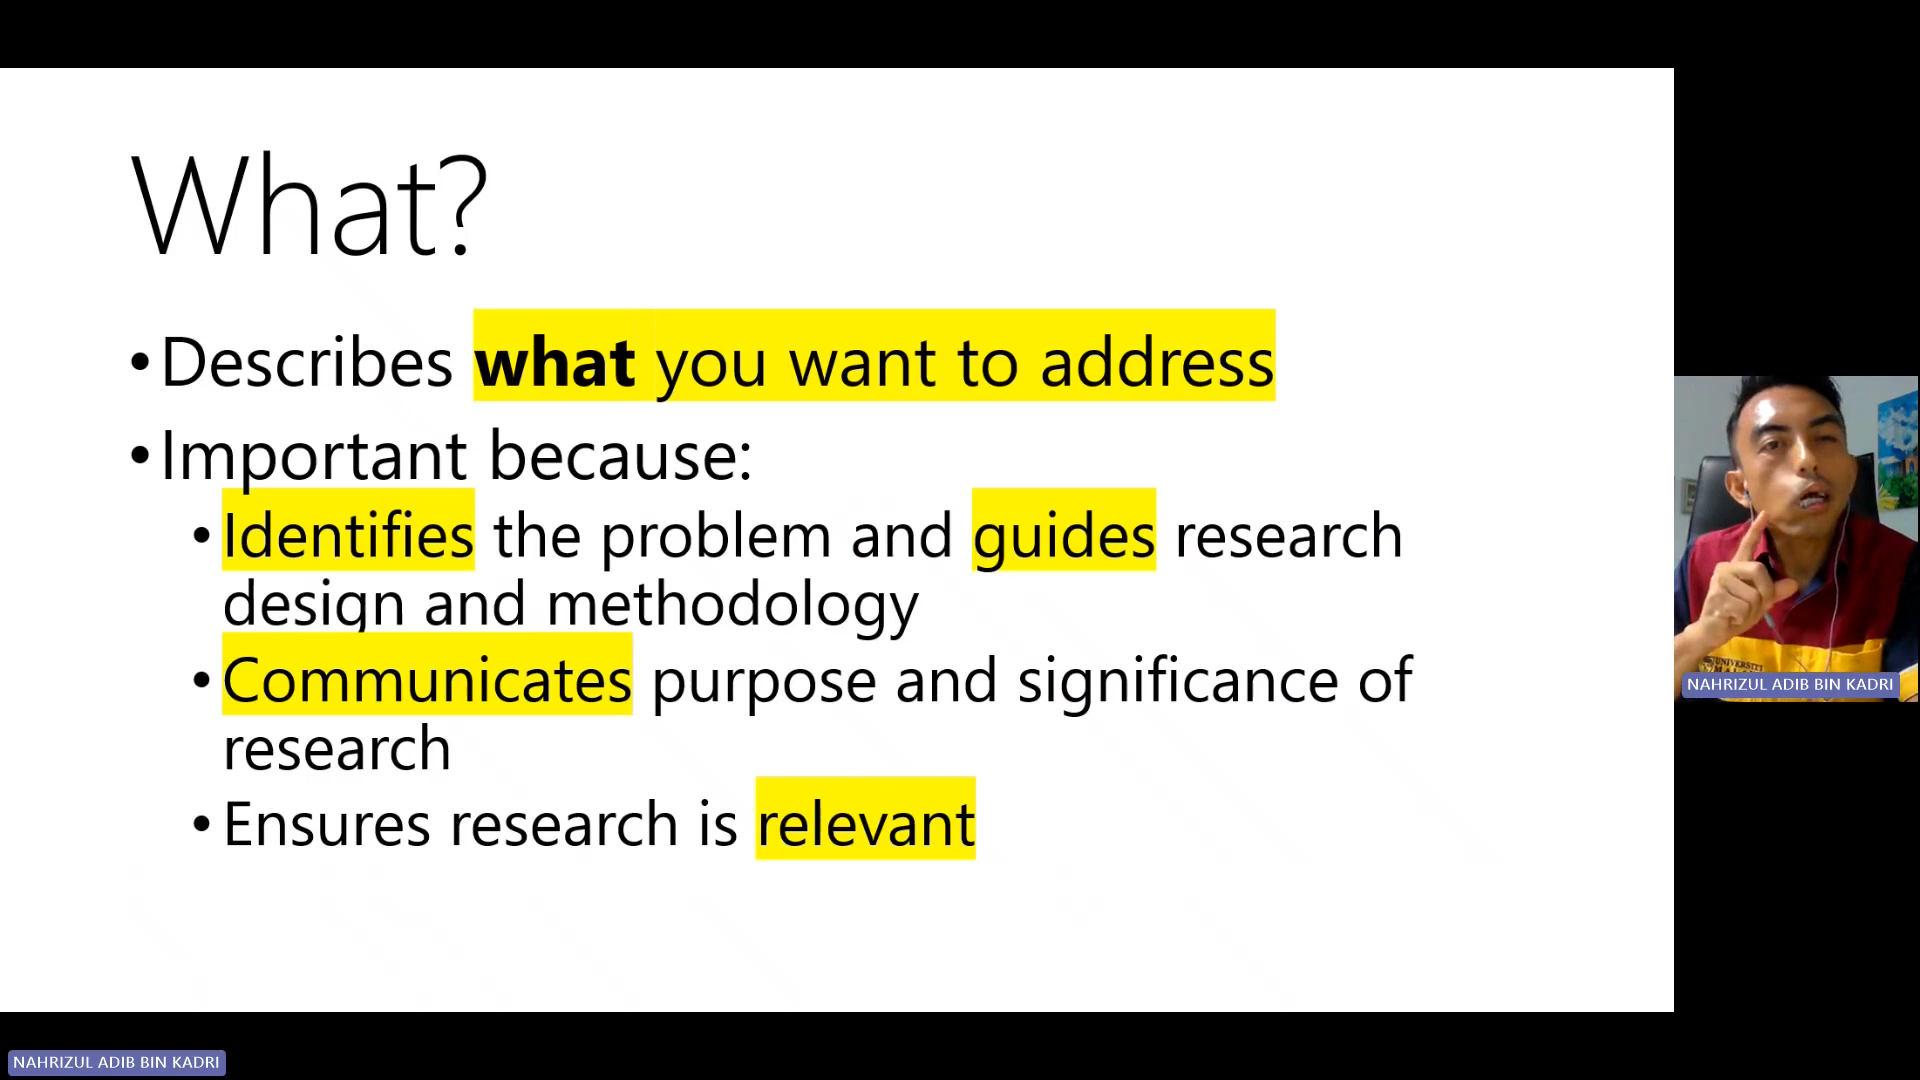 What?
•Describes what you want to address
•Important because:
•Identifies the problem and guides research
design and methodology
•Communicates purpose and significance of
research
•Ensures research is relevant
UNIVERSITI
NAHRIZUL ADIB BIN KADRI
NAHRIZUL ADIB BIN KADRI